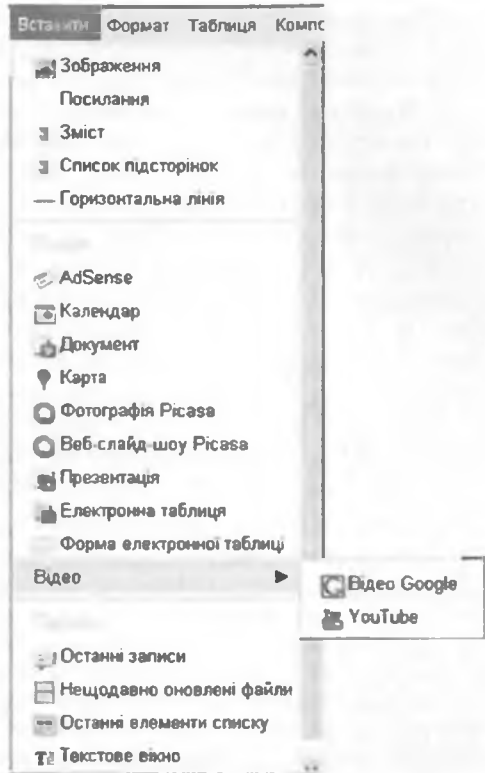 Вставити Формат Таблиця Компо
Зображення
Посилання
Зміст
Список підсторінок
Горизонтальна лінія
AdSense
Календар
Документ
Карта
Фотографія Picasa
Веб-слайд-шоу Picasa
Презентація
Електронна таблиця
Форма електронної таблиці
Відео
Відео Google
YouTube
Останні записи
Нещодавно оновлені файли
Останні елементи списку
Текстове вікно